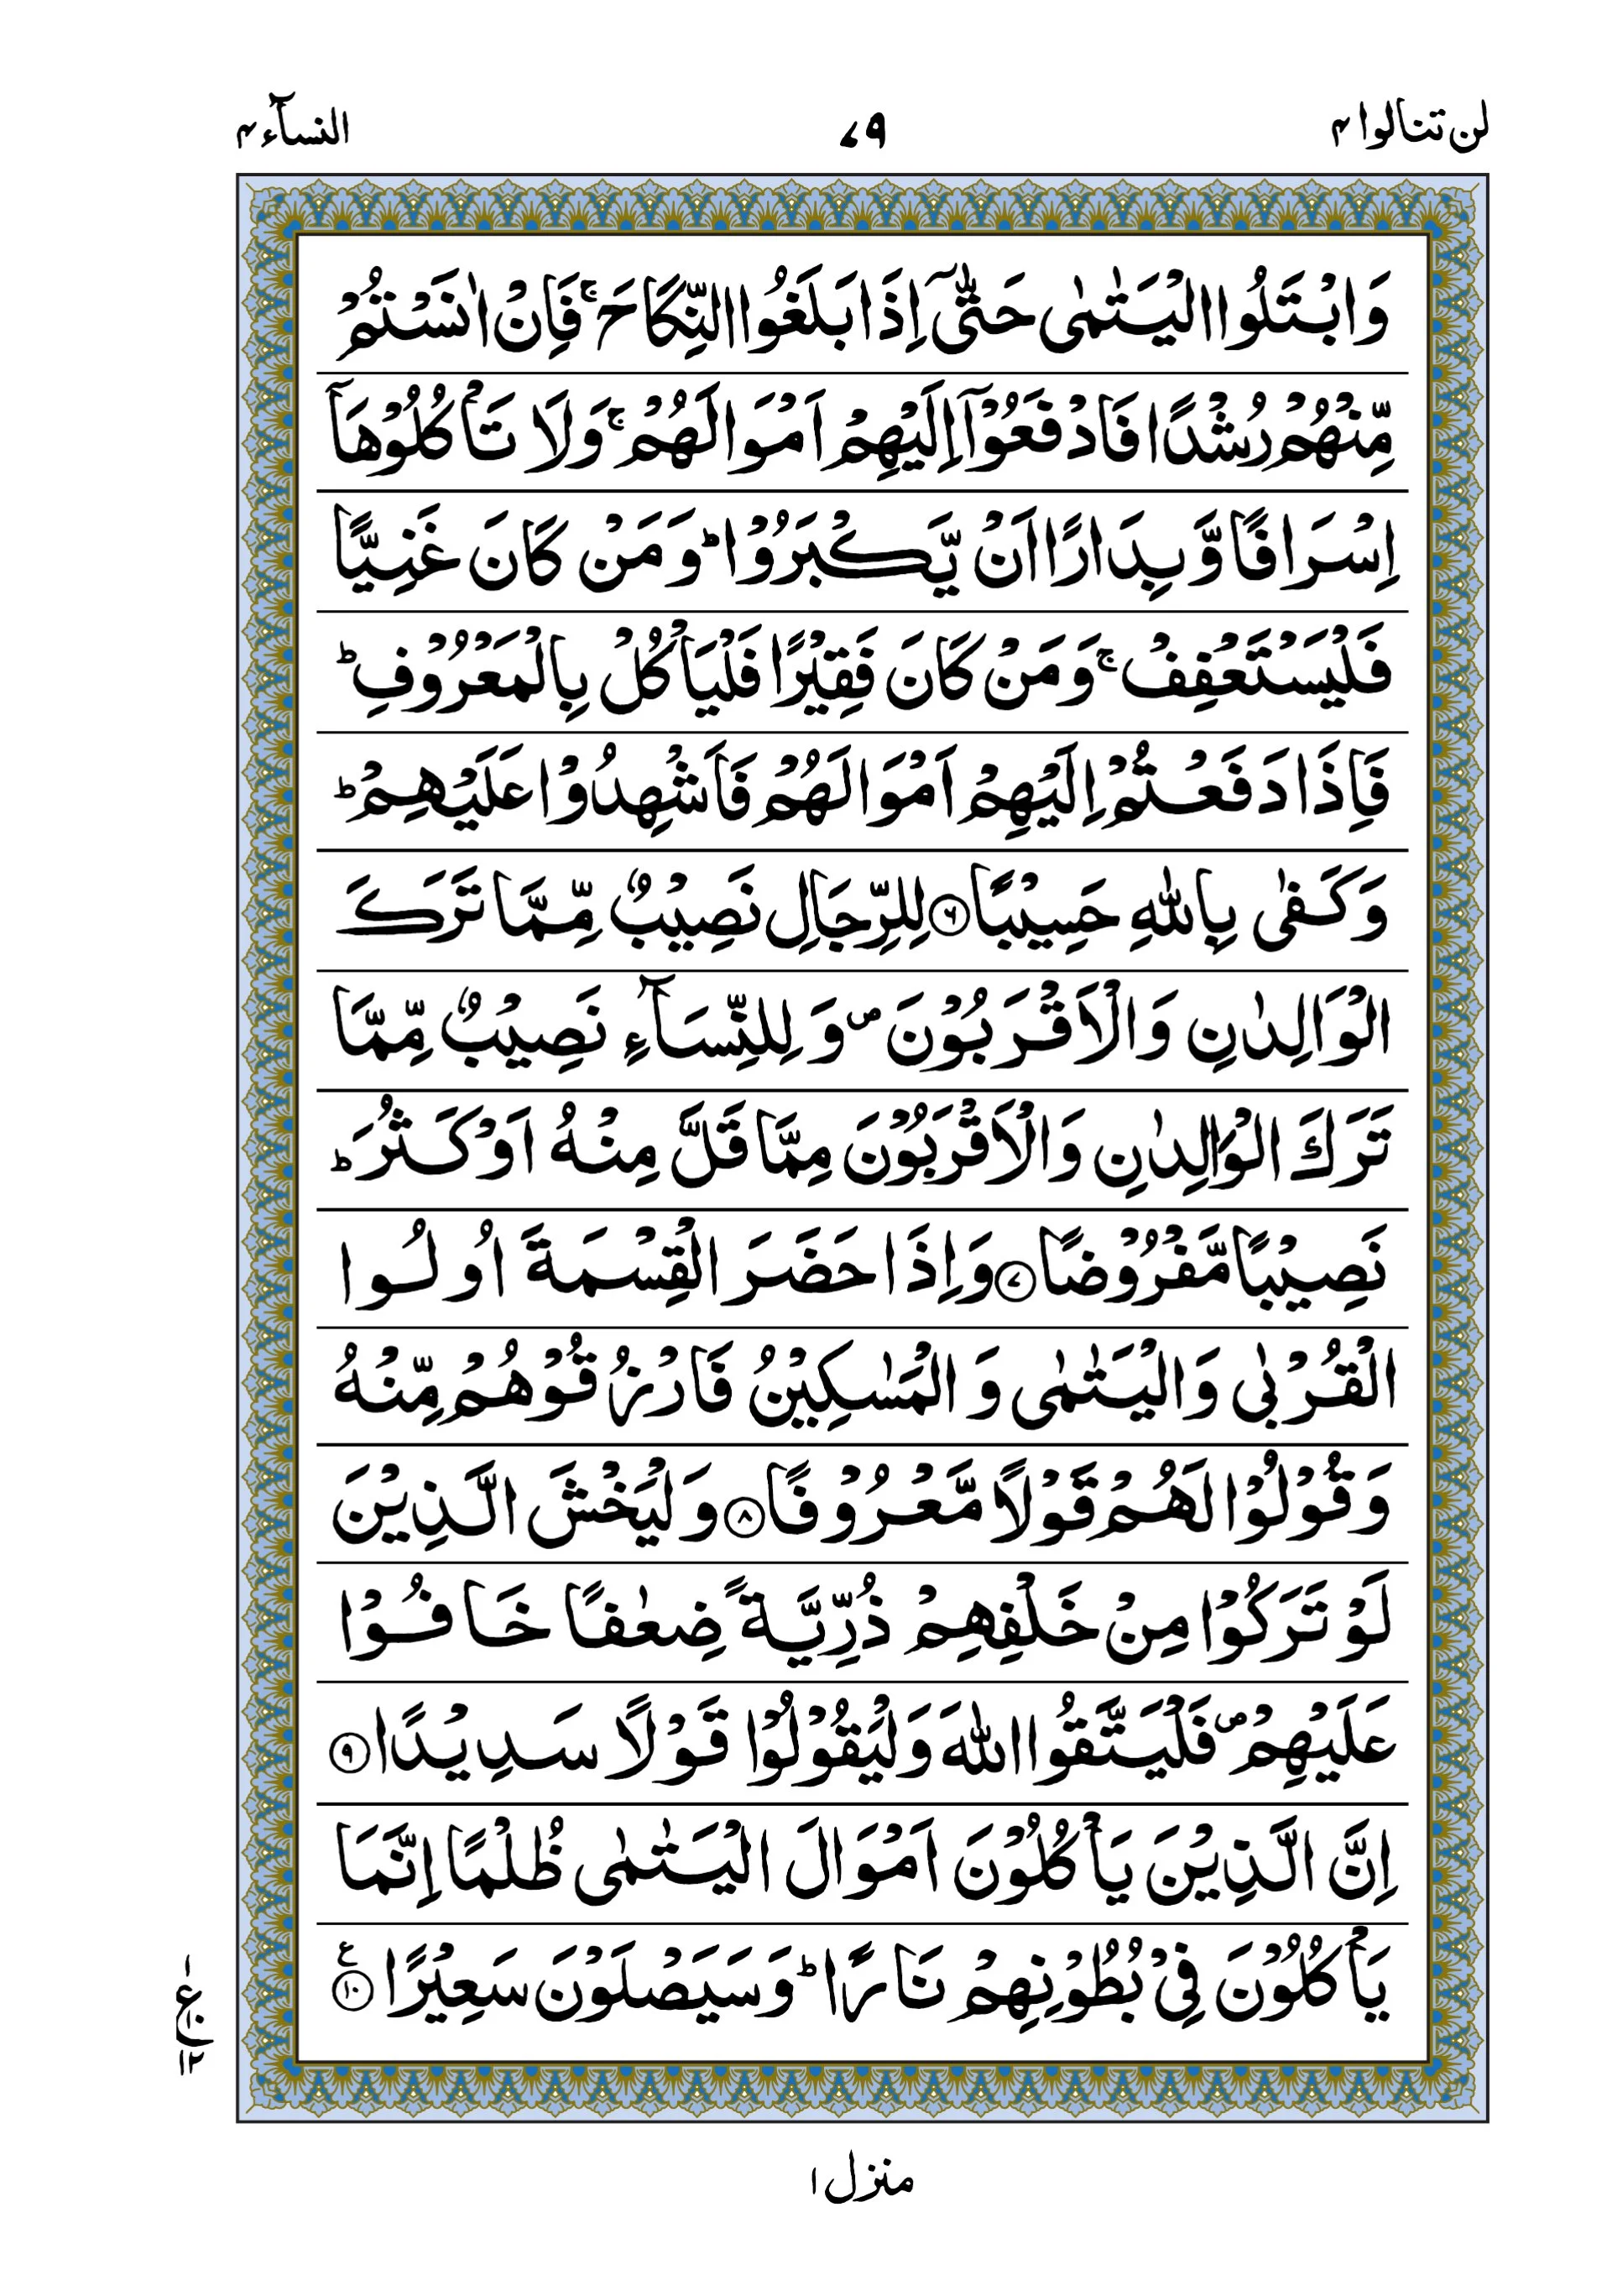 لن تنالوا ۴ ۷۹ النسآء ۴
وَابْتَلُوا الْيَتٰمٰى حَتّٰٓى اِذَا بَلَغُوا النِّكَاحَ ۚ فَاِنْ اٰنَسْتُمْ
مِّنْهُمْ رُشْدًا فَادْفَعُوْٓا اِلَيْهِمْ اَمْوَالَهُمْ ۚ وَلَا تَاْكُلُوْهَآ
اِسْرَافًا وَّبِدَارًا اَنْ يَّكْبَرُوْا ؕ وَمَنْ كَانَ غَنِيًّا
فَلْيَسْتَعْفِفْ ۚ وَمَنْ كَانَ فَقِيْرًا فَلْيَاْكُلْ بِالْمَعْرُوْفِ ؕ
فَاِذَا دَفَعْتُمْ اِلَيْهِمْ اَمْوَالَهُمْ فَاَشْهِدُوْا عَلَيْهِمْ ؕ
وَكَفٰى بِاللّٰهِ حَسِيْبًا ۶ لِلرِّجَالِ نَصِيْبٌ مِّمَّا تَرَكَ
الْوَالِدٰنِ وَالْاَقْرَبُوْنَ ۪ وَلِلنِّسَآءِ نَصِيْبٌ مِّمَّا
تَرَكَ الْوَالِدٰنِ وَالْاَقْرَبُوْنَ مِمَّا قَلَّ مِنْهُ اَوْ كَثُرَ ؕ
نَصِيْبًا مَّفْرُوْضًا ۷ وَاِذَا حَضَرَ الْقِسْمَةَ اُولُوا
الْقُرْبٰى وَالْيَتٰمٰى وَالْمَسٰكِيْنُ فَارْزُقُوْهُمْ مِّنْهُ
وَقُوْلُوْا لَهُمْ قَوْلًا مَّعْرُوْفًا ۸ وَلْيَخْشَ الَّذِيْنَ
لَوْ تَرَكُوْا مِنْ خَلْفِهِمْ ذُرِّيَّةً ضِعٰفًا خَافُوْا
عَلَيْهِمْ ۪ فَلْيَتَّقُوا اللّٰهَ وَلْيَقُوْلُوْا قَوْلًا سَدِيْدًا ۹
اِنَّ الَّذِيْنَ يَاْكُلُوْنَ اَمْوَالَ الْيَتٰمٰى ظُلْمًا اِنَّمَا
يَاْكُلُوْنَ فِيْ بُطُوْنِهِمْ نَارًا ؕ وَسَيَصْلَوْنَ سَعِيْرًا ۱۰ ع
۱ ع ۱۲
منزل ۱